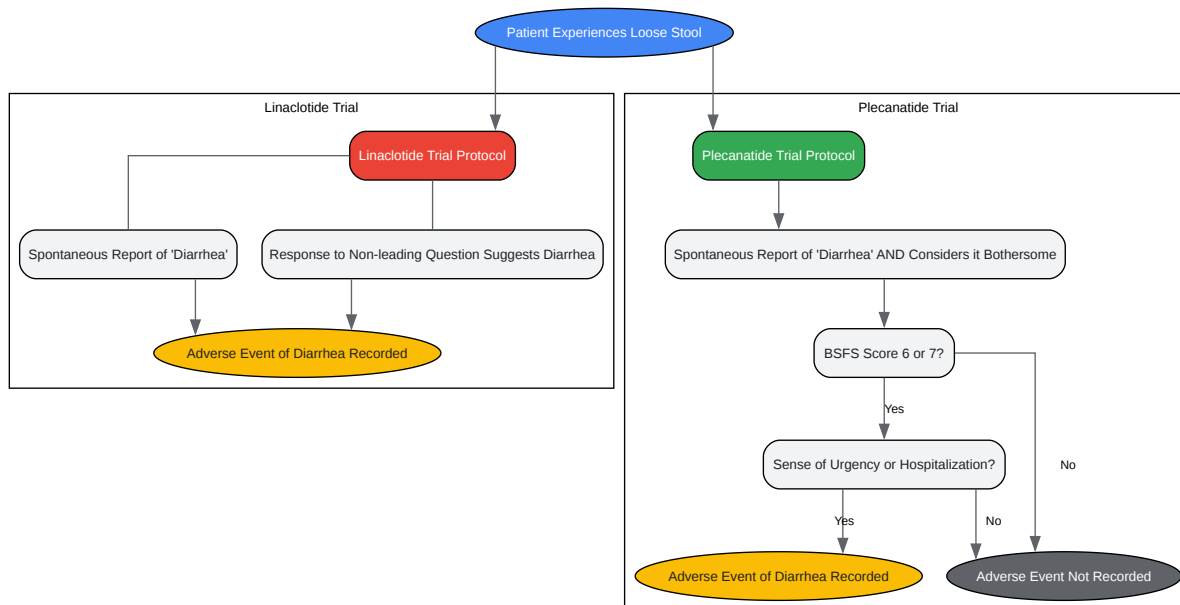 Patient Experiences Loose Stool
Linaclotide Trial
Linaclotide Trial Protocol
Spontaneous Report of 'Diarrhea'
Response to Non-leading Question Suggests Diarrhea
Adverse Event of Diarrhea Recorded
Plecanatide Trial
Plecanatide Trial Protocol
Spontaneous Report of 'Diarrhea' AND Considers it Bothersome
BSFS Score 6 or 7?
Yes
No
Sense of Urgency or Hospitalization?
Yes
No
Adverse Event of Diarrhea Recorded
Adverse Event Not Recorded